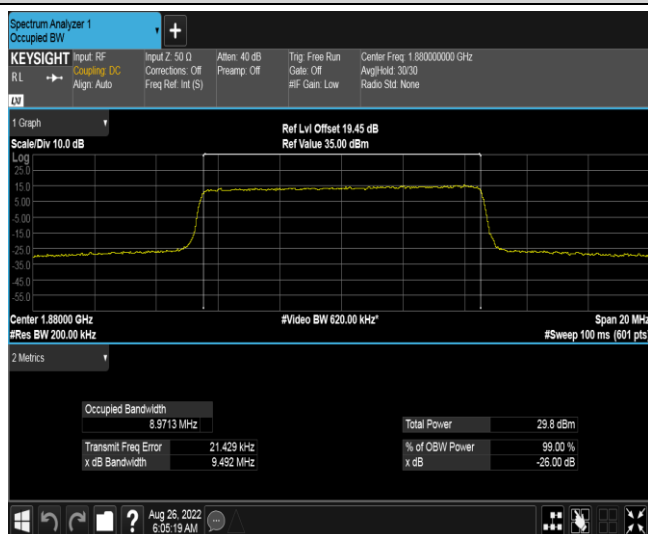 Spectrum Analyzer 1
Occupied BW
+
KEYSIGHT
RL
LXI
Input: RF
Coupling: DC
Align: Auto
Input Z: 50 Ω
Corrections: Off
Freq Ref: Int (S)
Atten: 40 dB
Preamp: Off
Trig: Free Run
Gate: Off
#IF Gain: Low
Center Freq: 1.880000000 GHz
Avg|Hold: 30/30
Radio Std: None
1 Graph
Scale/Div 10.0 dB
Ref Lvl Offset 19.45 dB
Ref Value 35.00 dBm
Log
25.0
15.0
5.00
-5.00
-15.0
-25.0
-35.0
-45.0
-55.0
Center 1.88000 GHz
#Video BW 620.00 kHz*
Span 20 MHz
#Res BW 200.00 kHz
#Sweep 100 ms (601 pts)
2 Metrics
Occupied Bandwidth
8.9713 MHz
Total Power 29.8 dBm
Transmit Freq Error 21.429 kHz
% of OBW Power 99.00 %
x dB Bandwidth 9.492 MHz
x dB -26.00 dB
?
Aug 26, 2022
6:05:19 AM